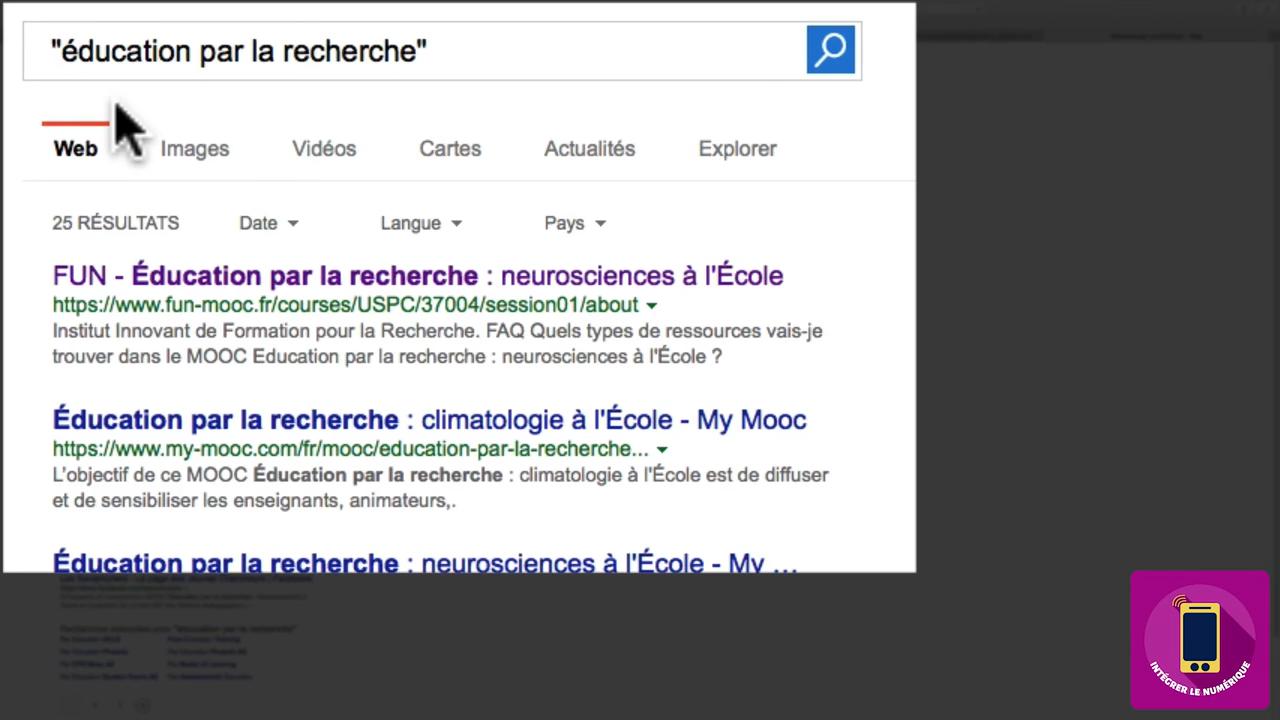 "éducation par la recherche"
Web Images Vidéos Cartes Actualités Explorer
25 RÉSULTATS Date Langue Pays
FUN - Éducation par la recherche : neurosciences à l'École
https://www.fun-mooc.fr/courses/USPC/37004/session01/about
Institut Innovant de Formation pour la Recherche. FAQ Quels types de ressources vais-je
trouver dans le MOOC Education par la recherche : neurosciences à l'École ?
Éducation par la recherche : climatologie à l'École - My Mooc
https://www.my-mooc.com/fr/mooc/education-par-la-recherche...
L'objectif de ce MOOC Éducation par la recherche : climatologie à l'École est de diffuser
et de sensibiliser les enseignants, animateurs,.
Éducation par la recherche : neurosciences à l'École - My ...
INTÉGRER LE NUMÉRIQUE